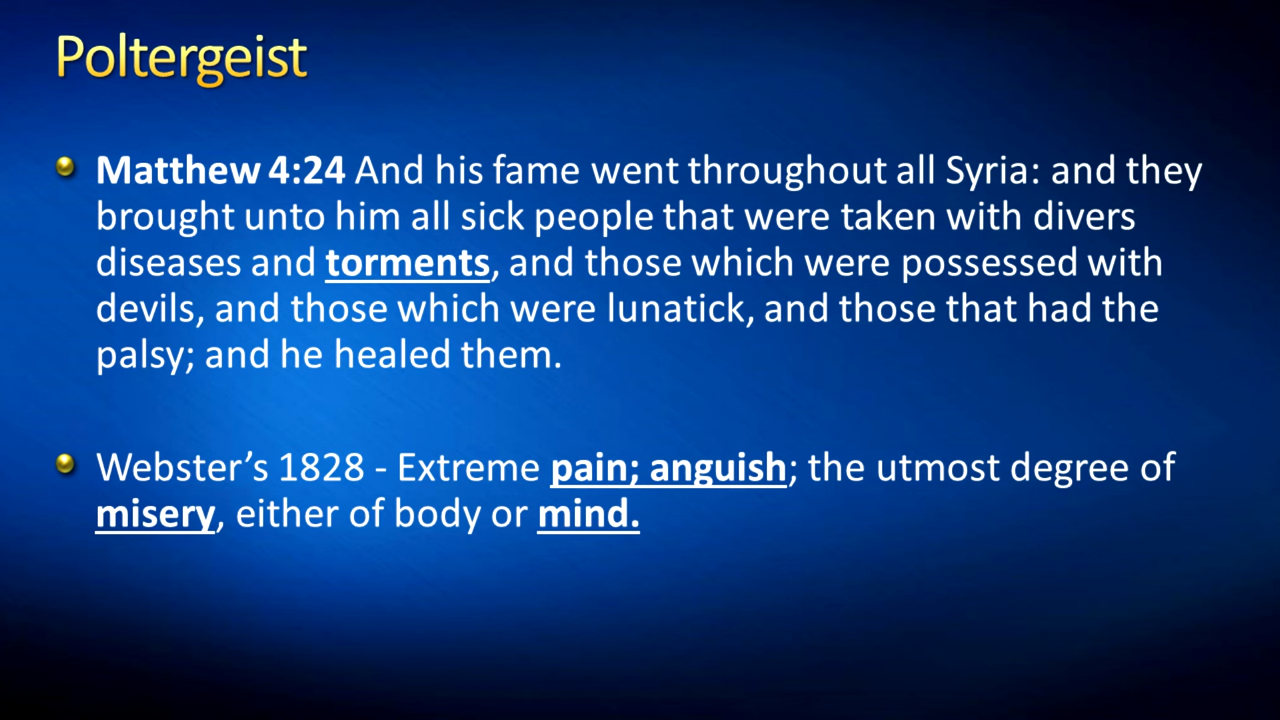 Poltergeist
Matthew 4:24 And his fame went throughout all Syria: and they
brought unto him all sick people that were taken with divers
diseases and torments, and those which were possessed with
devils, and those which were lunatick, and those that had the
palsy; and he healed them.
Webster’s 1828 - Extreme pain; anguish; the utmost degree of
misery, either of body or mind.